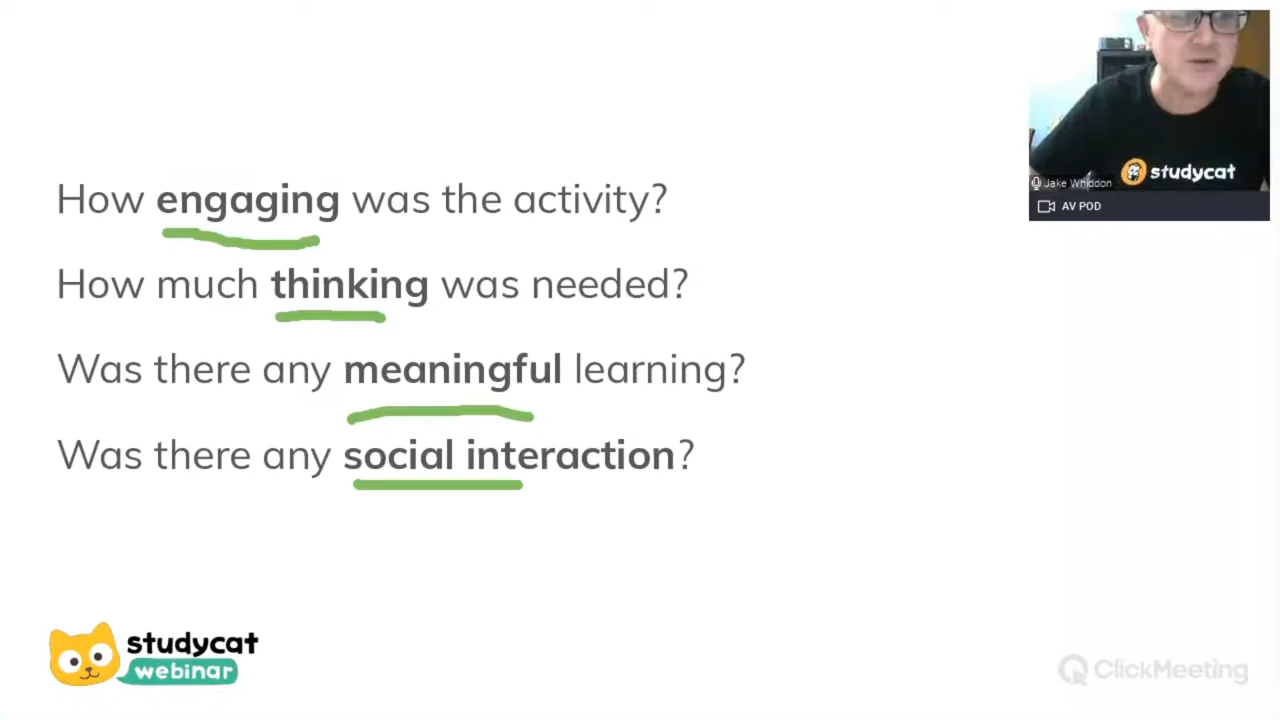 How engaging was the activity?
How much thinking was needed?
Was there any meaningful learning?
Was there any social interaction?
studycat
Jake Whiddon
AV POD
studycat
webinar
ClickMeeting